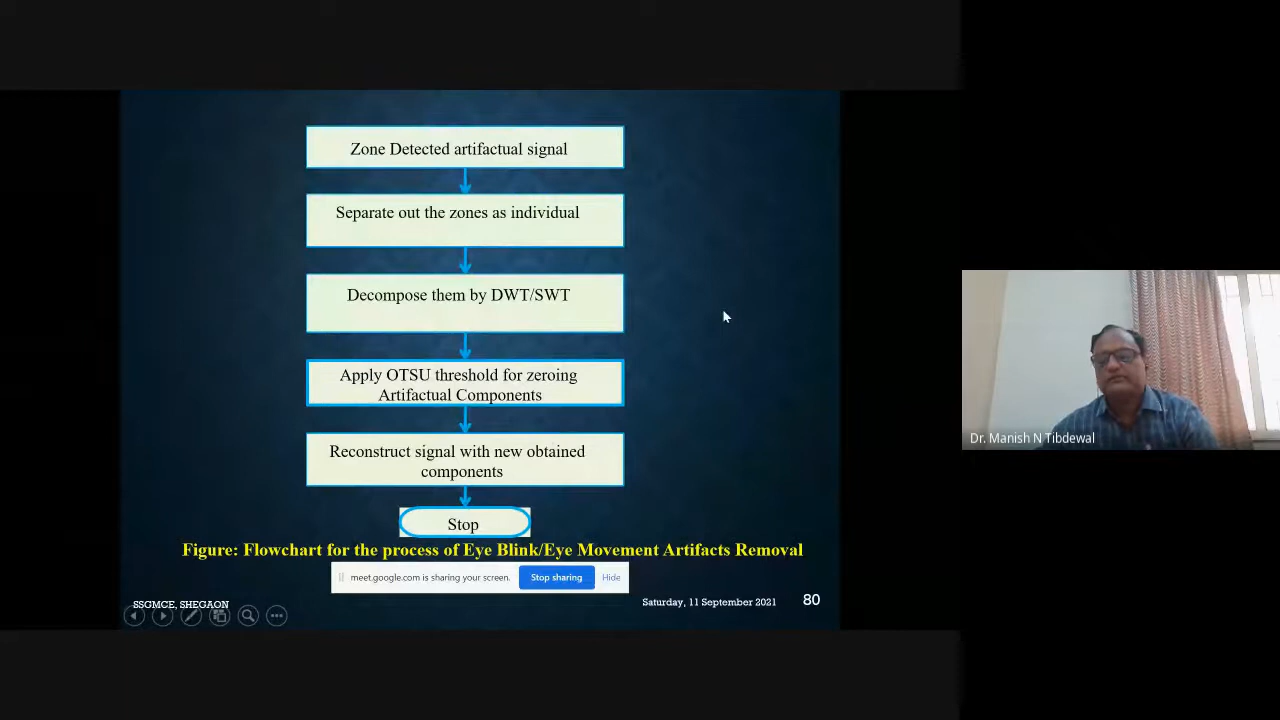 Zone Detected artifactual signal
Separate out the zones as individual
Decompose them by DWT/SWT
Apply OTSU threshold for zeroing
Artifactual Components
Reconstruct signal with new obtained
components
Stop
Figure: Flowchart for the process of Eye Blink/Eye Movement Artifacts Removal
meet.google.com is sharing your screen. Stop sharing Hide
SSGMCE, SHEGAON
Saturday, 11 September 2021 80
Dr. Manish N Tibdewal